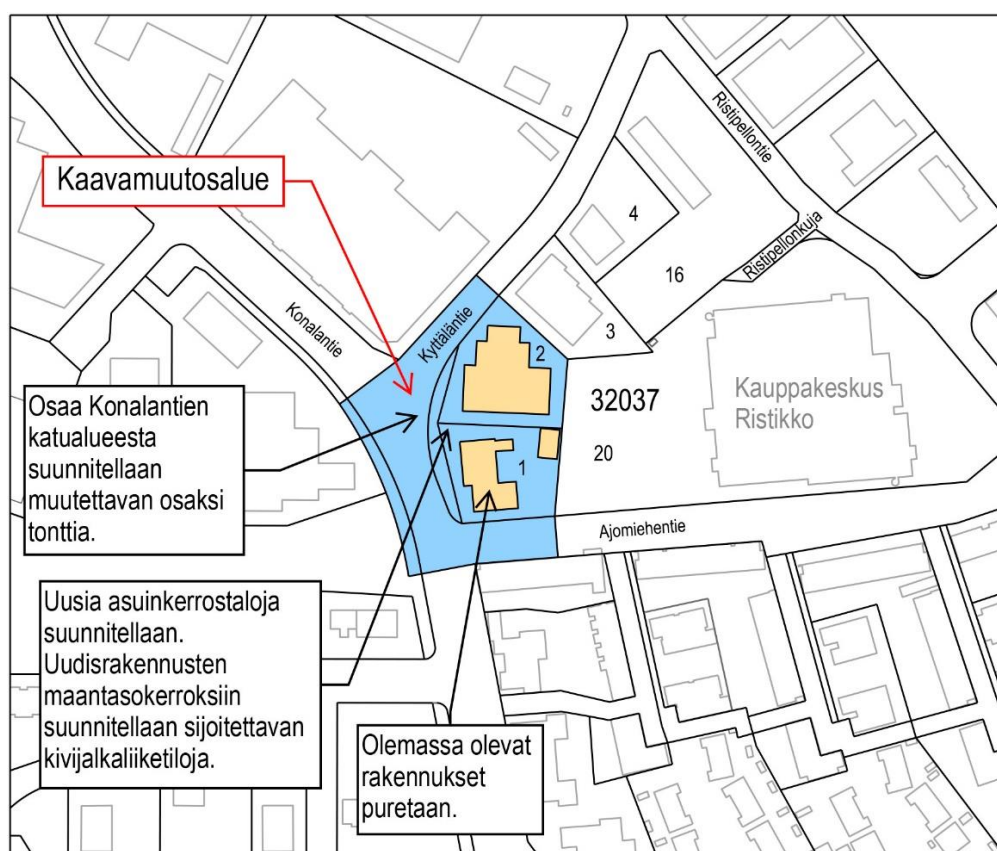 Ristipellontie
Kaavamuutosalue
4
Ristipellonkuja
16
Konalantie
Kyttäläntie
3
2
Kauppakeskus
Ristikko
32037
Osaa Konalantien
katualueesta
suunnitellaan
muutettavan osaksi
tonttia.
1
20
Ajomiehentie
Uusia asuinkerrostaloja
suunnitellaan.
Uudisrakennusten
maantasokerroksiin
suunnitellaan sijoitettavan
kivijalkaliiketiloja.
Olemassa olevat
rakennukset
puretaan.